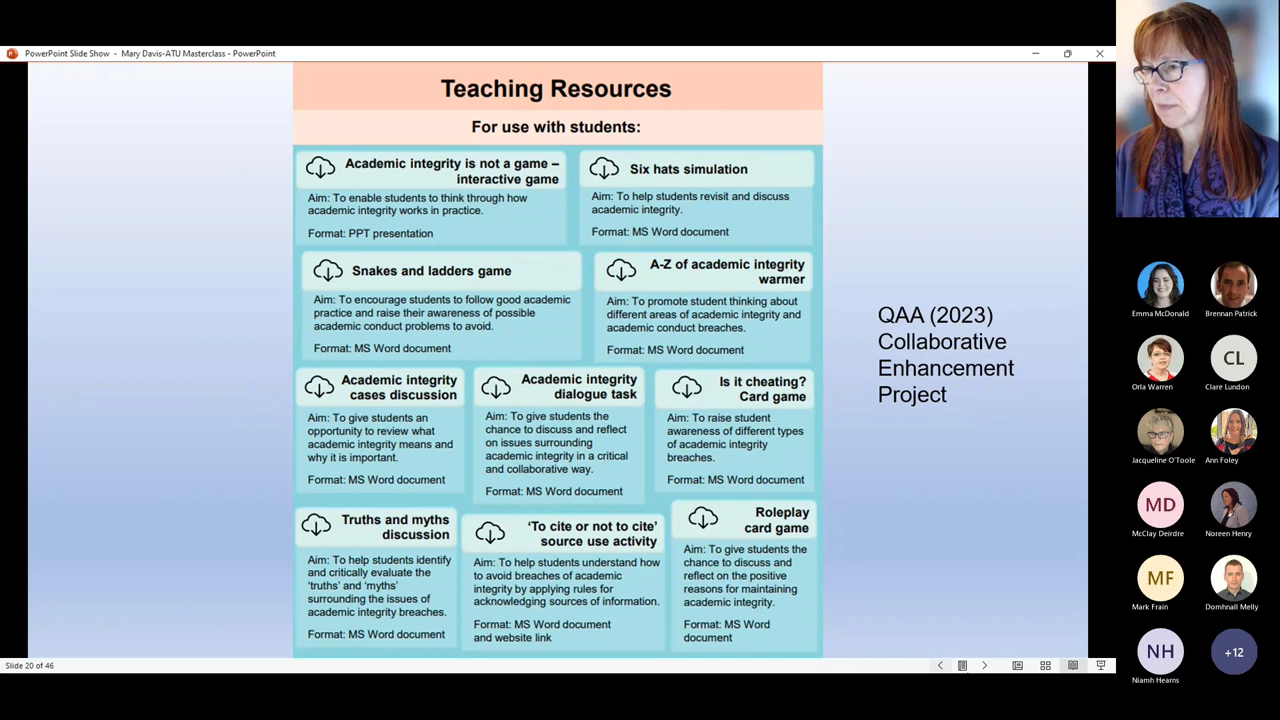 PowerPoint Slide Show - Mary Davis-ATU Masterclass - PowerPoint
Teaching Resources
For use with students:
Academic integrity is not a game –
interactive game
Aim: To enable students to think through how
academic integrity works in practice.
Format: PPT presentation
Six hats simulation
Aim: To help students revisit and discuss
academic integrity.
Format: MS Word document
Snakes and ladders game
Aim: To encourage students to follow good academic
practice and raise their awareness of possible
academic conduct problems to avoid.
Format: MS Word document
A-Z of academic integrity
warmer
Aim: To promote student thinking about
different areas of academic integrity and
academic conduct breaches.
Format: MS Word document
Academic integrity
cases discussion
Aim: To give students an
opportunity to review what
academic integrity means and
why it is important.
Format: MS Word document
Academic integrity
dialogue task
Aim: To give students the
chance to discuss and reflect
on issues surrounding
academic integrity in a critical
and collaborative way.
Format: MS Word document
Is it cheating?
Card game
Aim: To raise student
awareness of different types
of academic integrity
breaches.
Format: MS Word document
Truths and myths
discussion
Aim: To help students identify
and critically evaluate the
‘truths’ and ‘myths’
surrounding the issues of
academic integrity breaches.
Format: MS Word document
‘To cite or not to cite’
source use activity
Aim: To help students understand how
to avoid breaches of academic
integrity by applying rules for
acknowledging sources of information.
Format: MS Word document
and website link
Roleplay
card game
Aim: To give students the
chance to discuss and
reflect on the positive
reasons for maintaining
academic integrity.
Format: MS Word
document
QAA (2023)
Collaborative
Enhancement
Project
Slide 20 of 46
Emma McDonald
Brennan Patrick
Orla Warren
CL
Clare Lundon
Jacqueline O'Toole
Ann Foley
MD
McClay Deirdre
Noreen Henry
MF
Mark Frain
Domhnall Melly
NH
Niamh Hearns
+12